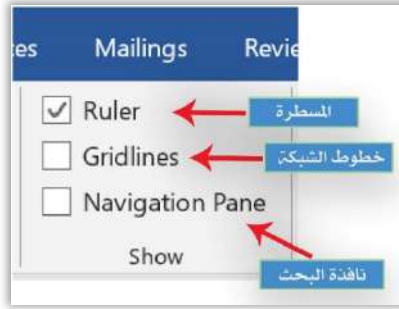 es Mailings Revie
Ruler المسطرة
Gridlines خطوط الشبكة
Navigation Pane
Show
نافذة البحث